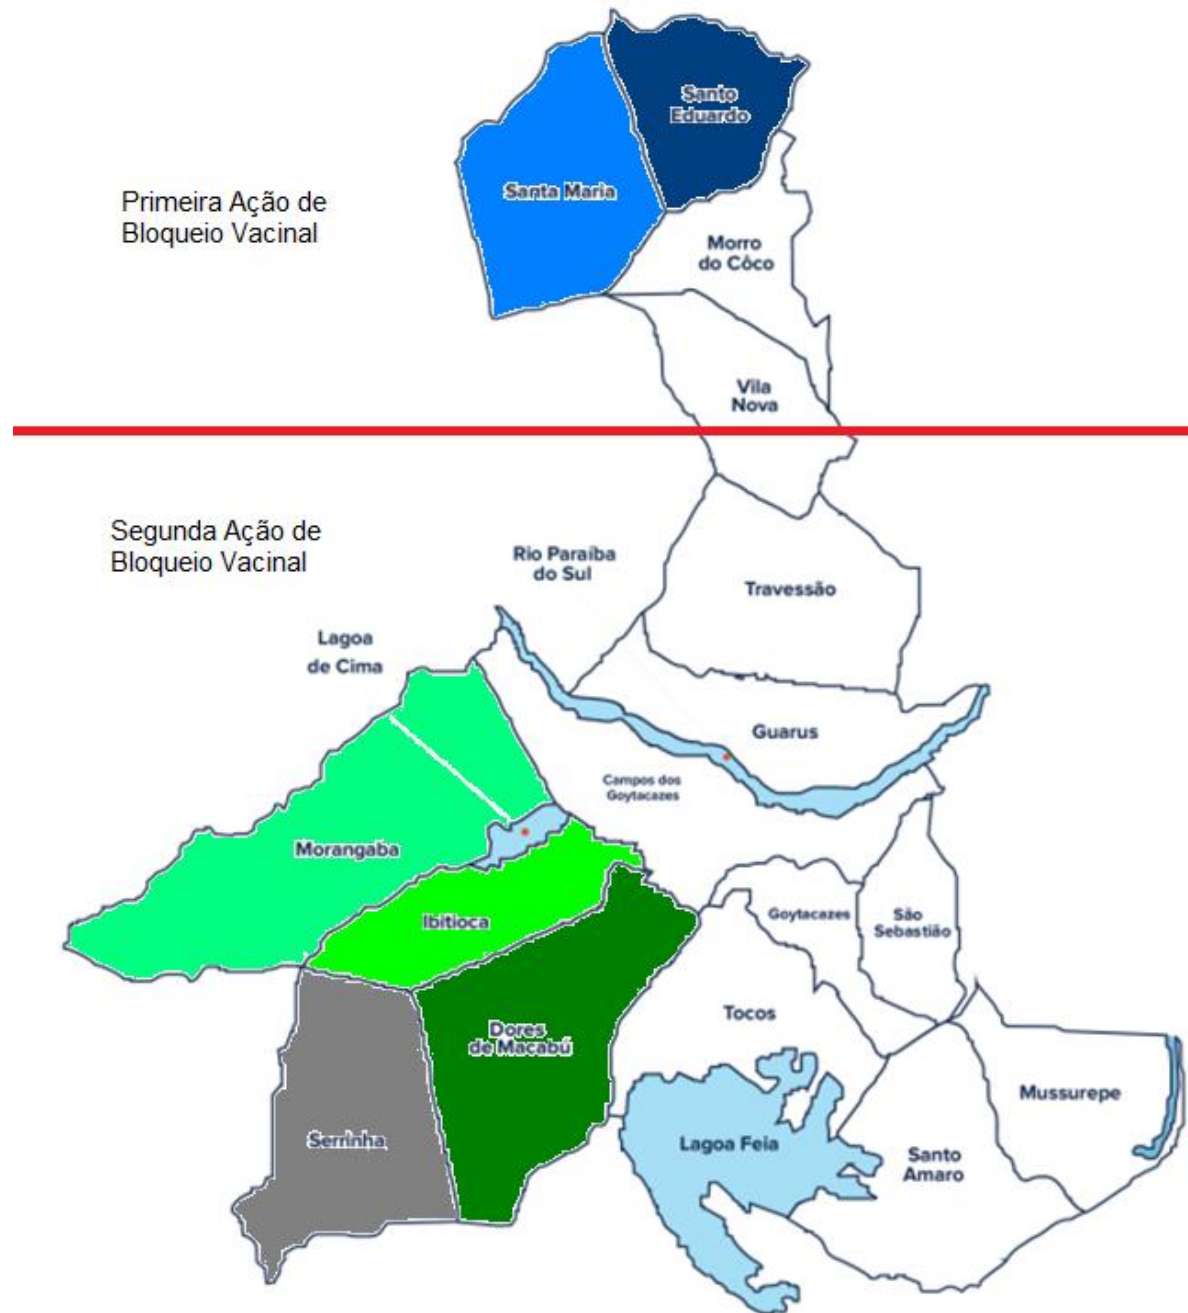 Santo
Eduardo
Santa Maria
Primeira Ação de
Bloqueio Vacinal
Morro
do Côco
Vila
Nova
Segunda Ação de
Bloqueio Vacinal
Rio Paraíba
do Sul
Travessão
Lagoa
de Cima
Guarus
Campos dos
Goytacazes
Morangaba
Ibitioca
Goytacazes
São
Sebastião
Tocos
Dores
de Macabú
Mussurepe
Serrinha
Lagoa Feia
Santo
Amaro